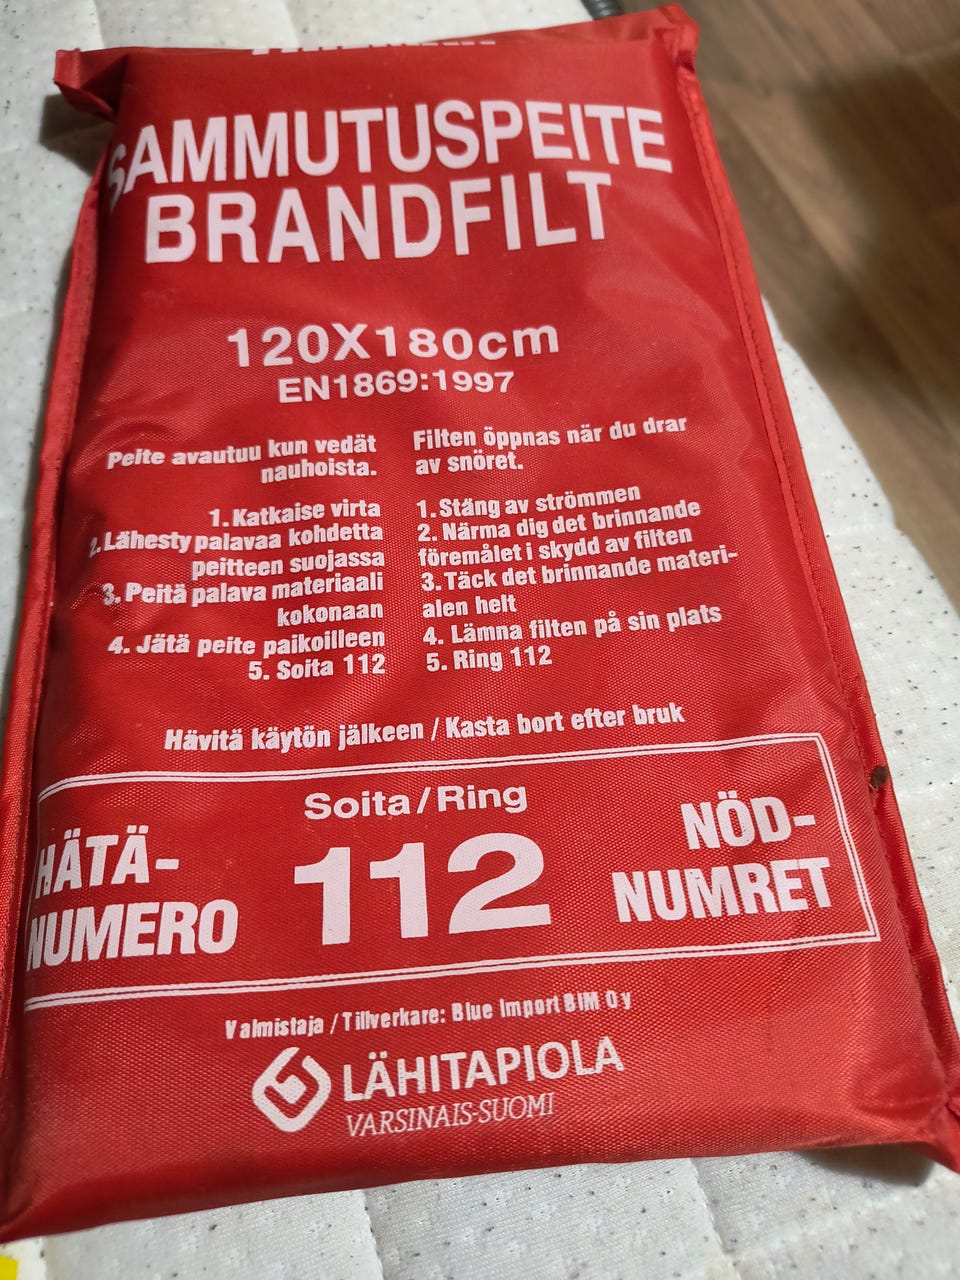 SAMMUTUSPEITE
BRANDFILT
120X180cm
EN1869:1997
Peite avautuu kun vedät
nauhoista.
1.Katkaise virta
2.Lähesty palavaa kohdetta
peitteen suojassa
3.Peitä palava materiaali
kokonaan
4. Jätä peite paikoilleen
5. Soita 112
Filten öppnas när du drar
av snöret.
1.Stäng av strömmen
2. Närma dig det brinnande
föremålet i skydd av filten
3.Täck det brinnande materi-
alen helt
4. Lämna filten på sin plats
5. Ring 112
Hävitä käytön jälkeen / Kasta bort efter bruk
HÄTÄ-
NUMERO
Soita/Ring
112
NÖD-
NUMRET
Valmistaja / Tillverkare: Blue Import BIM Oy
LÄHITAPIOLA
VARSINAIS-SUOMI